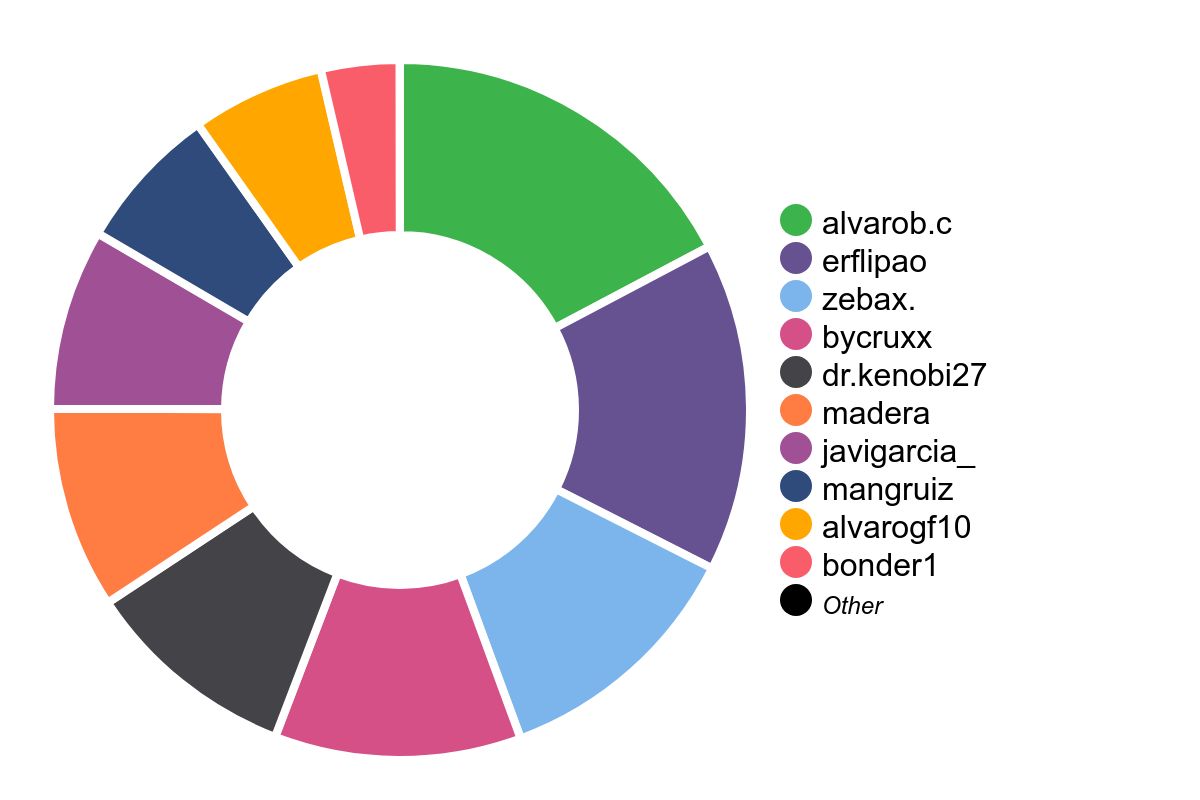 alvarob.c
erflipao
zebax.
bycruxx
dr.kenobi27
madera
javigarcia_
mangruiz
alvarogf10
bonder1
Other